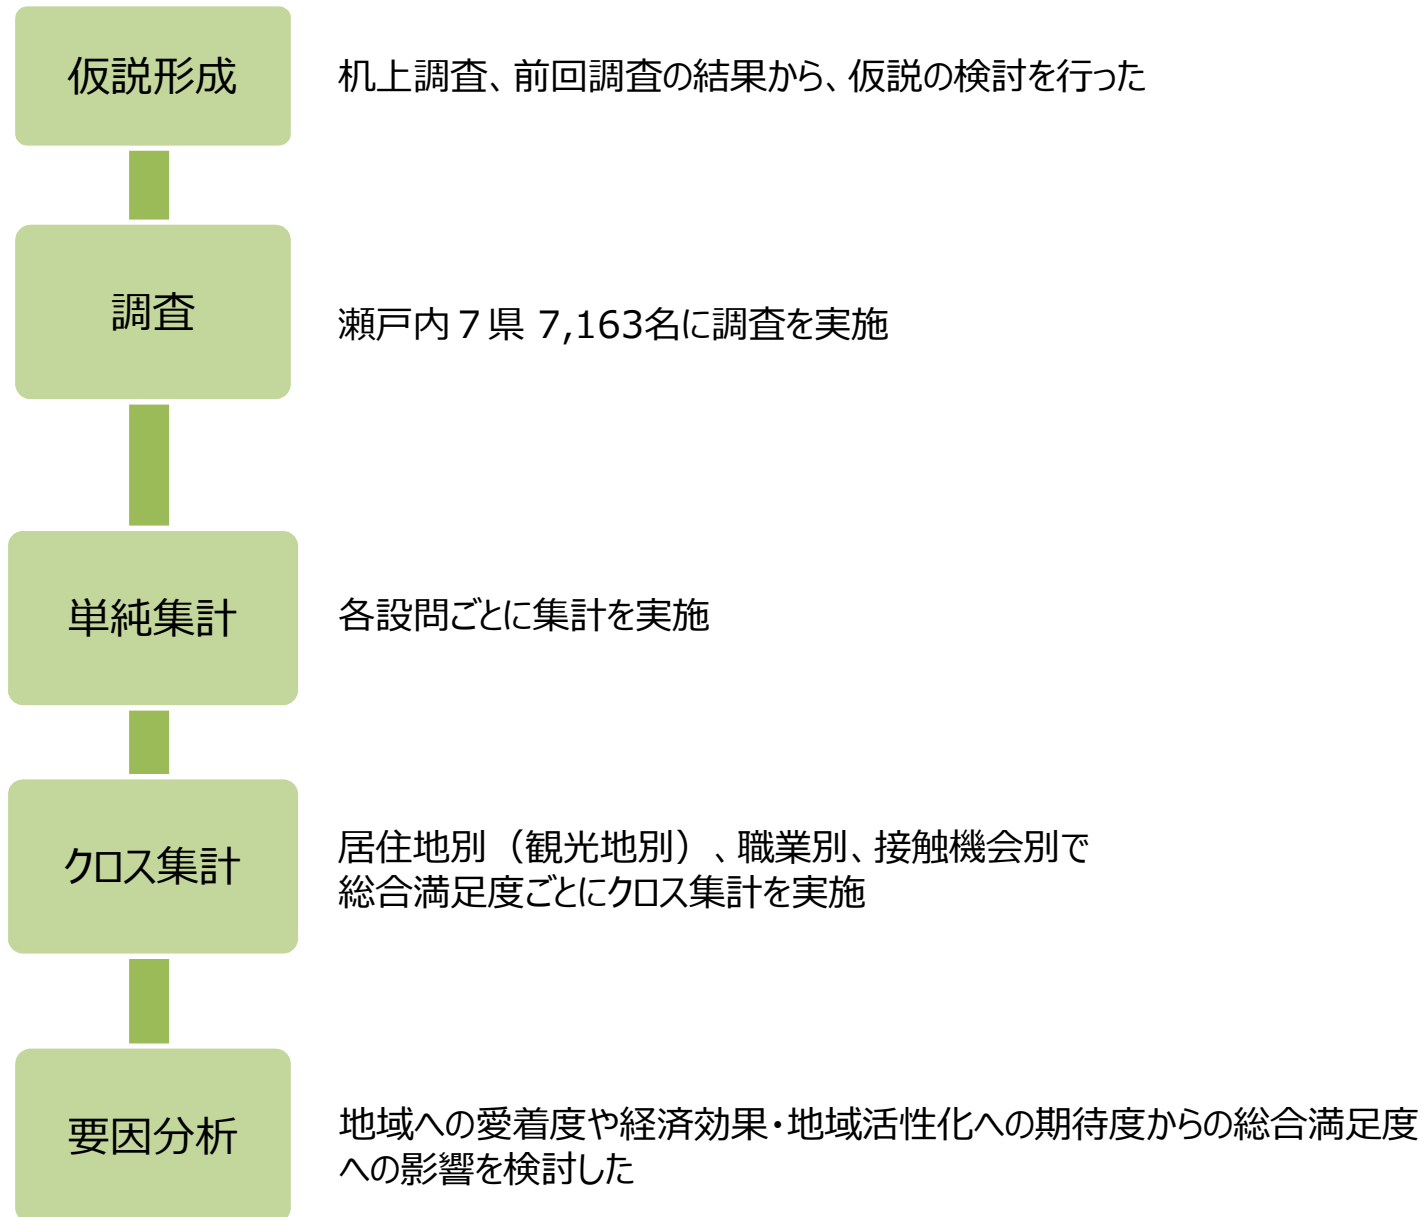 仮説形成
机上調査、前回調査の結果から、仮説の検討を行った
調査
瀬戸内７県 7,163名に調査を実施
単純集計
各設問ごとに集計を実施
クロス集計
居住地別（観光地別）、職業別、接触機会別で
総合満足度ごとにクロス集計を実施
要因分析
地域への愛着度や経済効果・地域活性化への期待度からの総合満足度
への影響を検討した